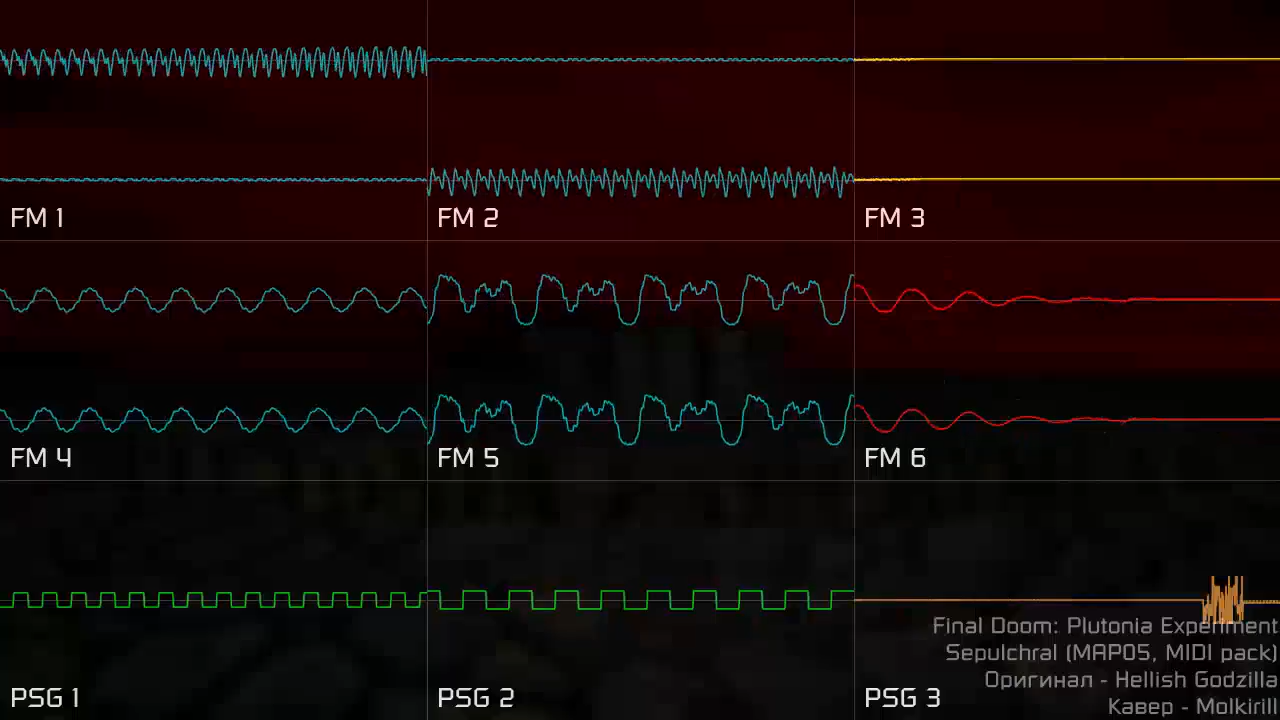 FM 1
FM 2
FM 3
FM 4
FM 5
FM 6
PSG 1
PSG 2
PSG 3
Final Doom: Plutonia Experiment
Sepulchral (MAP05, MIDI pack)
Оригинал - Hellish Godzilla
Кавер - Molkirill